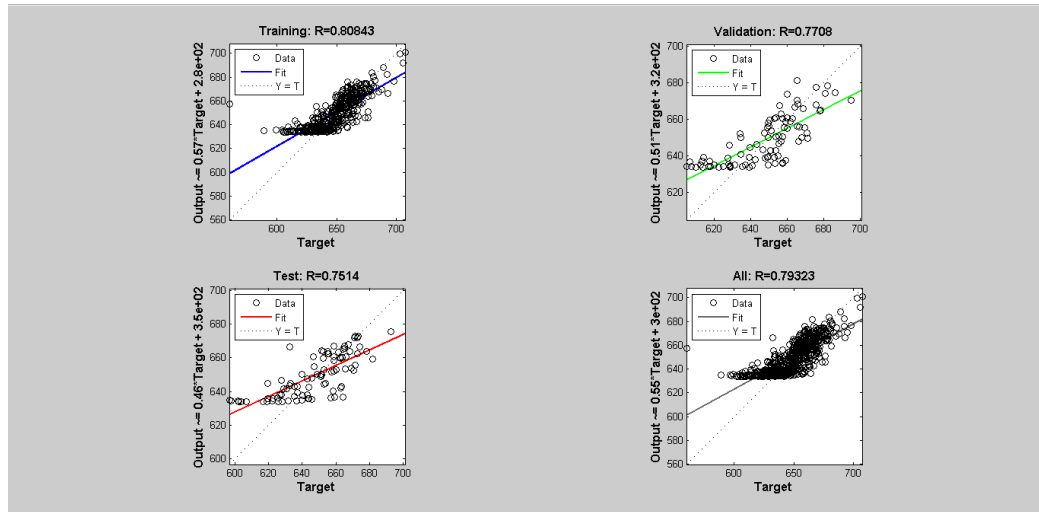 Training: R=0.80843
Output ~= 0.57*Target + 2.8e+02
700
680
660
640
620
600
580
560
Data
Fit
Y = T
600
650
700
Target
Validation: R=0.7708
Output ~= 0.51*Target + 3.2e+02
700
680
660
640
620
Data
Fit
Y = T
620
640
660
680
700
Target
Test: R=0.7514
Output ~= 0.46*Target + 3.5e+02
700
680
660
640
620
600
Data
Fit
Y = T
600
620
640
660
680
700
Target
All: R=0.79323
Output ~= 0.55*Target + 3e+02
700
680
660
640
620
600
580
560
Data
Fit
Y = T
600
650
700
Target